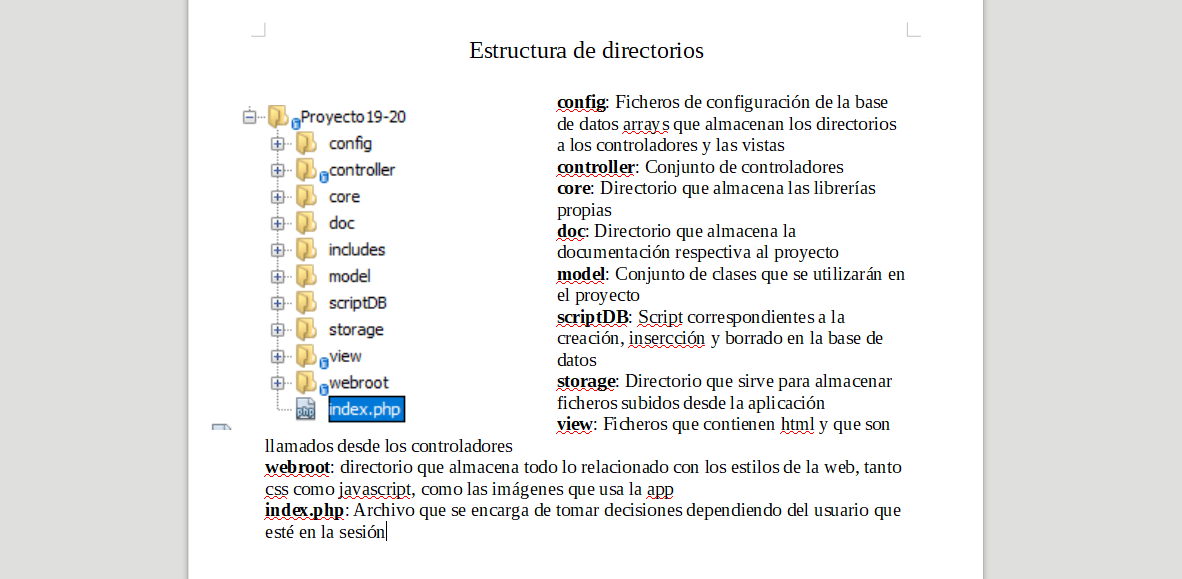 Estructura de directorios
Proyecto19-20
config
controller
core
doc
includes
model
scriptDB
storage
view
webroot
index.php
config: Ficheros de configuración de la base
de datos arrays que almacenan los directorios
a los controladores y las vistas
controller: Conjunto de controladores
core: Directorio que almacena las librerías
propias
doc: Directorio que almacena la
documentación respectiva al proyecto
model: Conjunto de clases que se utilizarán en
el proyecto
scriptDB: Script correspondientes a la
creación, insercción y borrado en la base de
datos
storage: Directorio que sirve para almacenar
ficheros subidos desde la aplicación
view: Ficheros que contienen html y que son
llamados desde los controladores
webroot: directorio que almacena todo lo relacionado con los estilos de la web, tanto
css como javascript, como las imágenes que usa la app
index.php: Archivo que se encarga de tomar decisiones dependiendo del usuario que
esté en la sesión